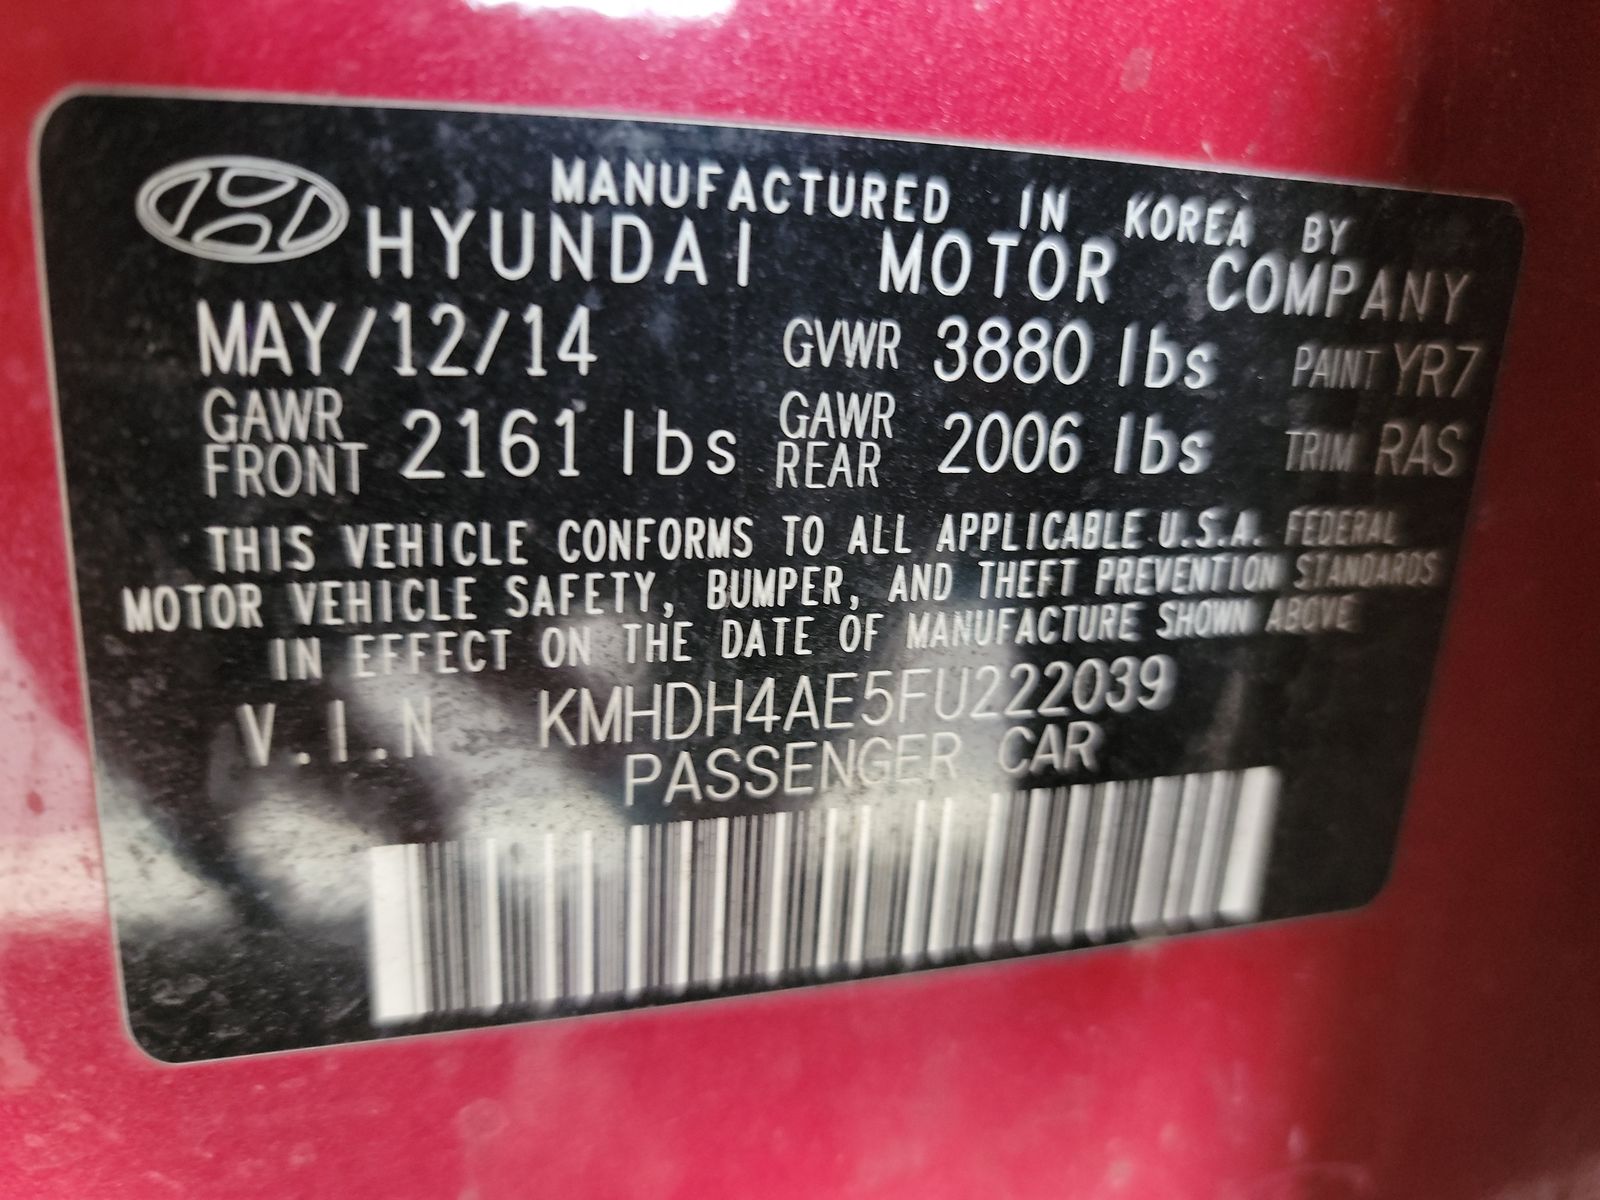 MANUFACTURED IN KOREA BY
HYUNDAI MOTOR COMPANY
MAY/12/14 GVWR 3880 lbs PAINT YR7
GAWR FRONT 2161 lbs GAWR REAR 2006 lbs TRIM RAS
THIS VEHICLE CONFORMS TO ALL APPLICABLE U.S.A. FEDERAL
MOTOR VEHICLE SAFETY, BUMPER, AND THEFT PREVENTION STANDARDS
IN EFFECT ON THE DATE OF MANUFACTURE SHOWN ABOVE
V.I.N KMHDH4AE5FU222039
PASSENGER CAR